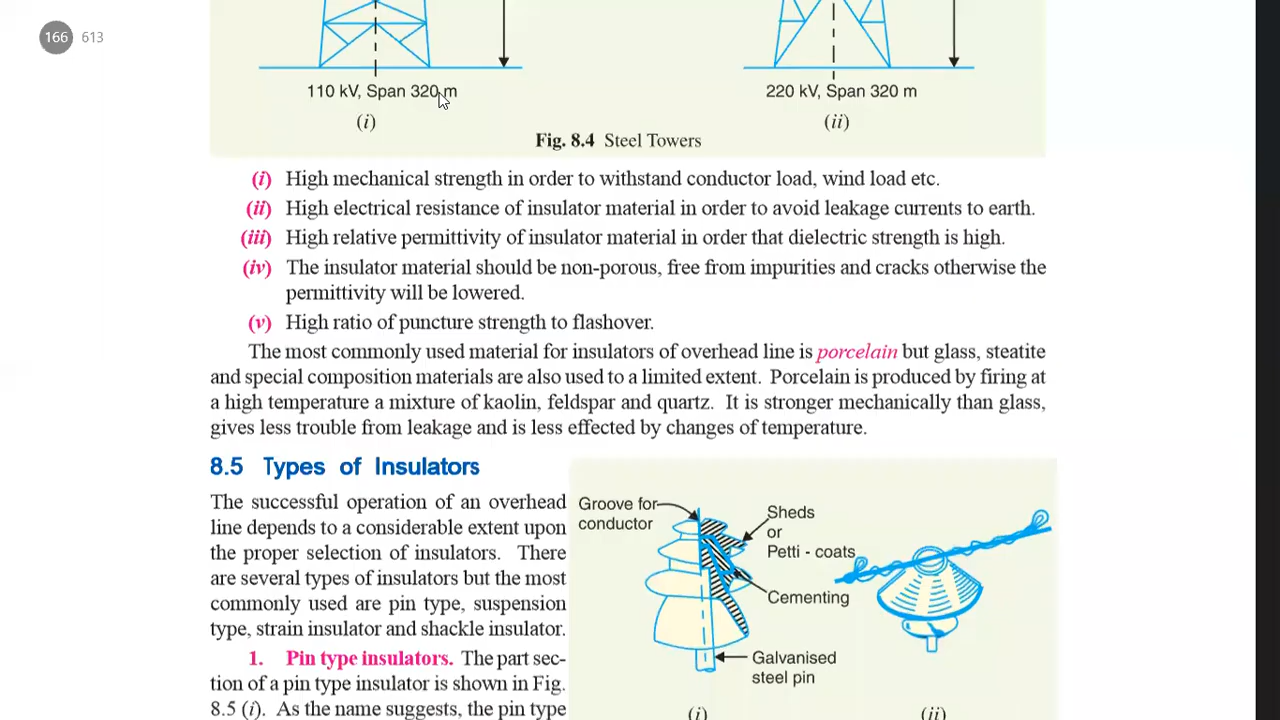 166 613
110 kV, Span 320 m
220 kV, Span 320 m
(i)
(ii)
Fig. 8.4 Steel Towers
(i) High mechanical strength in order to withstand conductor load, wind load etc.
(ii) High electrical resistance of insulator material in order to avoid leakage currents to earth.
(iii) High relative permittivity of insulator material in order that dielectric strength is high.
(iv) The insulator material should be non-porous, free from impurities and cracks otherwise the
permittivity will be lowered.
(v) High ratio of puncture strength to flashover.
The most commonly used material for insulators of overhead line is porcelain but glass, steatite
and special composition materials are also used to a limited extent. Porcelain is produced by firing at
a high temperature a mixture of kaolin, feldspar and quartz. It is stronger mechanically than glass,
gives less trouble from leakage and is less effected by changes of temperature.
8.5 Types of Insulators
The successful operation of an overhead
line depends to a considerable extent upon
the proper selection of insulators. There
are several types of insulators but the most
commonly used are pin type, suspension
type, strain insulator and shackle insulator.
1. Pin type insulators. The part sec-
tion of a pin type insulator is shown in Fig.
8.5 (i). As the name suggests, the pin type
Groove for
conductor
Sheds
or
Petti - coats
Cementing
Galvanised
steel pin
(i)
(ii)